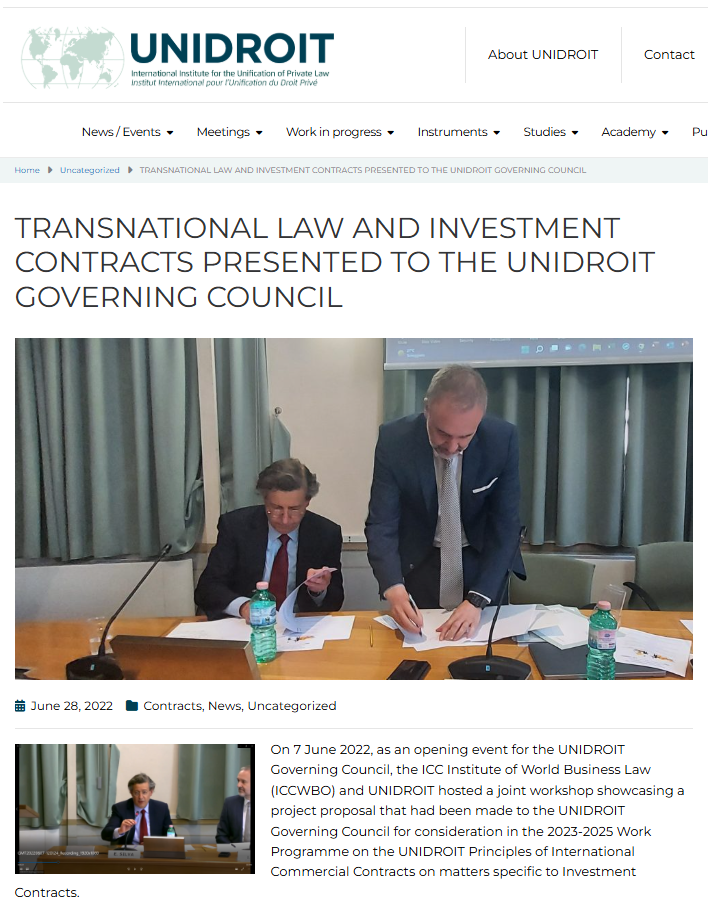 UNIDROIT
International Institute for the Unification of Private Law
Institut International pour l'Unification du Droit Privé
About UNIDROIT
Contact
News / Events
Meetings
Work in progress
Instruments
Studies
Academy
Pu
Home
Uncategorized
TRANSNATIONAL LAW AND INVESTMENT CONTRACTS PRESENTED TO THE UNIDROIT GOVERNING COUNCIL
TRANSNATIONAL LAW AND INVESTMENT
CONTRACTS PRESENTED TO THE UNIDROIT
GOVERNING COUNCIL
June 28, 2022
Contracts, News, Uncategorized
On 7 June 2022, as an opening event for the UNIDROIT
Governing Council, the ICC Institute of World Business Law
(ICCWBO) and UNIDROIT hosted a joint workshop showcasing a
project proposal that had been made to the UNIDROIT
Governing Council for consideration in the 2023-2025 Work
Programme on the UNIDROIT Principles of International
Commercial Contracts on matters specific to Investment
Contracts.